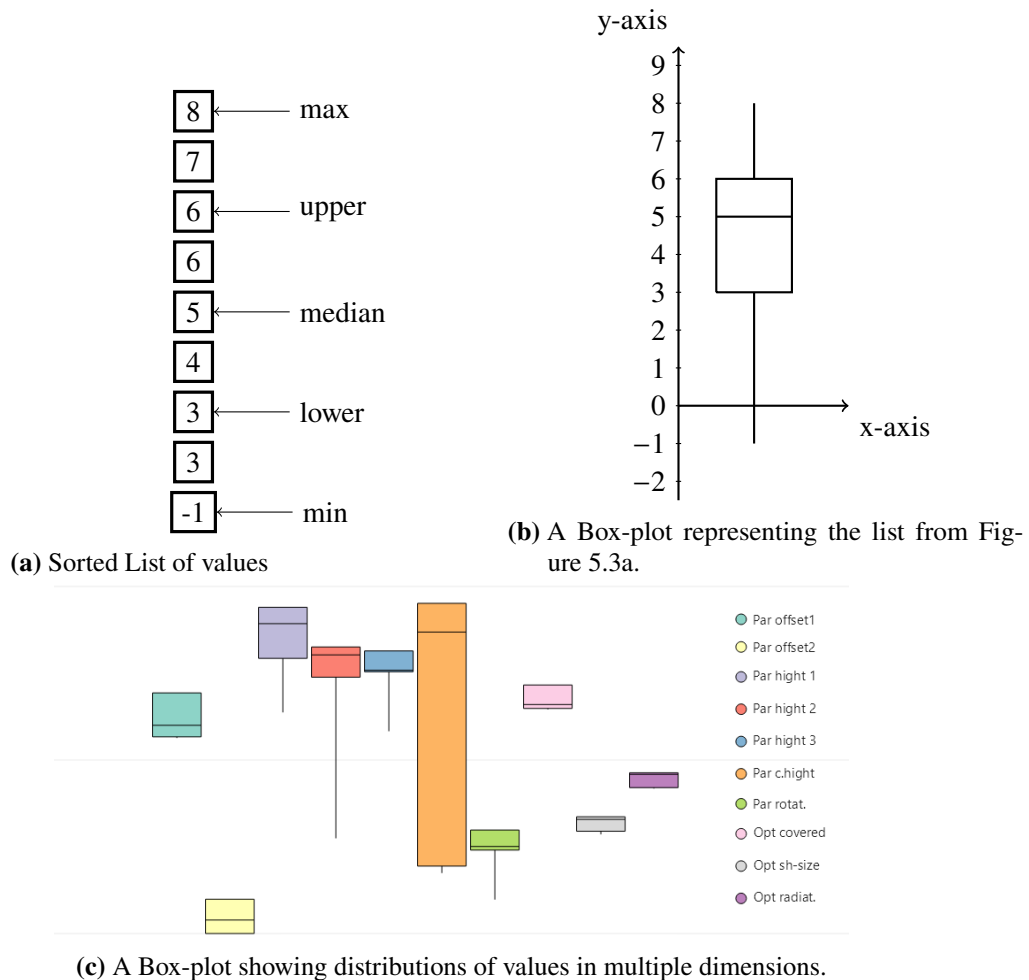 8 max
7
6 upper
6
5 median
4
3 lower
3
-1 min
(a) Sorted List of values
y-axis
9
8
7
6
5
4
3
2
1
0
x-axis
−1
−2
(b) A Box-plot representing the list from Fig-
ure 5.3a.
Par offset1
Par offset2
Par hight 1
Par hight 2
Par hight 3
Par c.hight
Par rotat.
Opt covered
Opt sh-size
Opt radiat.
(c) A Box-plot showing distributions of values in multiple dimensions.